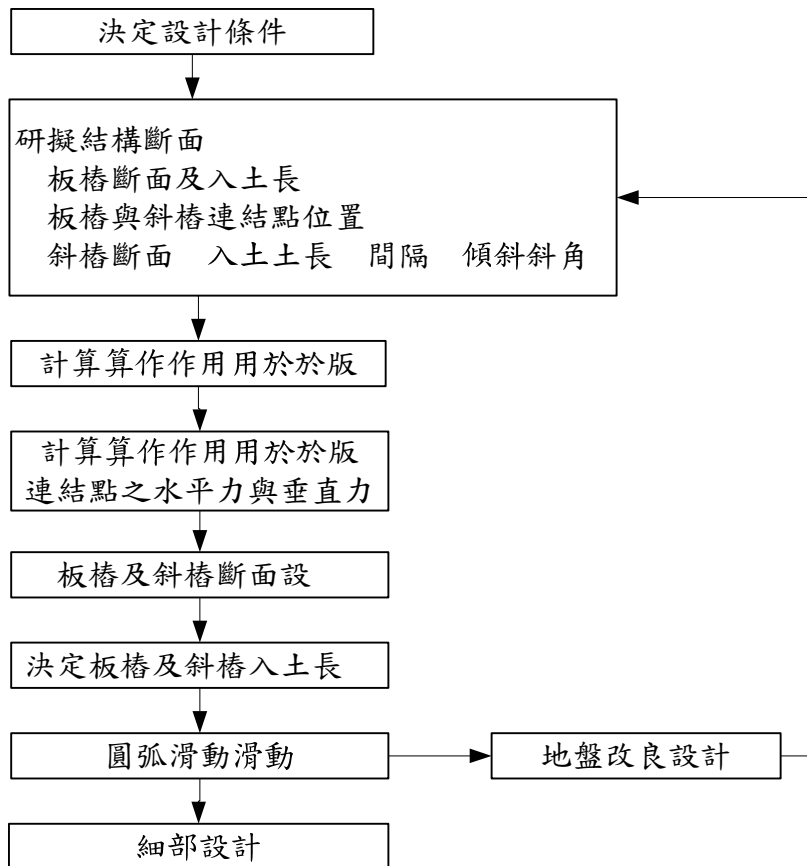 決定設計條件
研擬結構斷面
板樁斷面及入土長
板樁與斜樁連結點位置
斜樁斷面 入土土長 間隔 傾斜斜角
計算算作作用用於於版
計算算作作用用於於版
連結點之水平力與垂直力
板樁及斜樁斷面設
決定板樁及斜樁入土長
圓弧滑動滑動
地盤改良設計
細部設計